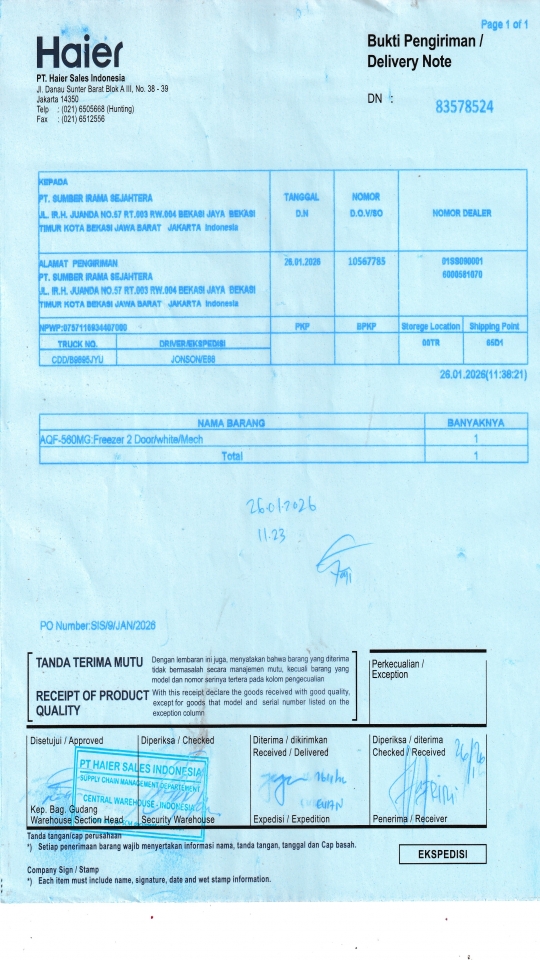 Page 1 of 1
Haier
Bukti Pengiriman /
Delivery Note
PT. Haier Sales Indonesia
Jl. Danau Sunter Barat Blok A III, No. 38 - 39
Jakarta 14350
Telp : (021) 6505668 (Hunting)
Fax : (021) 6512556
DN : 83578524
KEPADA
PT. SUMBER IRAMA SEJAHTERA
JL. IR.H. JUANDA NO.57 RT.003 RW.004 BEKASI JAYA BEKASI
TIMUR KOTA BEKASI JAWA BARAT JAKARTA Indonesia
TANGGAL
D.N
NOMOR
D.O.V/SO
NOMOR DEALER
ALAMAT PENGIRIMAN
PT. SUMBER IRAMA SEJAHTERA
JL. IR.H. JUANDA NO.57 RT.003 RW.004 BEKASI JAYA BEKASI
TIMUR KOTA BEKASI JAWA BARAT JAKARTA Indonesia
26.01.2026
10567785
6000581070
PKP
BPKP
Storege Location
Shipping Point
TRUCK NO.
DRIVER/EKSPEDISI
CDD/B9895JYU
JONSON/E88
26.01.2026(11:38:21)
NAMA BARANG
BANYAKNYA
AQF-560MG:Freezer 2 Door/white/Mech
1
Total
1
26.01.2026
11.23
PO Number:SIS/9/JAN/2026
TANDA TERIMA MUTU
Dengan lembaran ini juga, menyatakan bahwa barang yang diterima
tidak bermasalah secara manajemen mutu, kecuali barang yang
model dan nomor serinya tertera pada kolom pengecualian
RECEIPT OF PRODUCT
QUALITY
With this receipt declare the goods received with good quality,
except for goods that model and serial number listed on the
exception column
Perkecualian /
Exception
Disetujui / Approved
Diperiksa / Checked
Diterima / dikirimkan
Received / Delivered
Diperiksa / diterima
Checked / Received
PT HAIER SALES INDONESIA
SUPPLY CHAIN MANAGEMENT DEPARTEMENT
CENTRAL WAREHOUSE - INDONESIA
Kep. Bag. Gudang
Warehouse Section Head
Security Warehouse
Expedisi / Expedition
Penerima / Receiver
Tanda tangan/cap perusahaan
*) Setiap penerimaan barang wajib menyertakan informasi nama, tanda tangan, tanggal dan Cap basah.
EKSPEDISI
Company Sign / Stamp
*) Each item must include name, signature, date and wet stamp information.